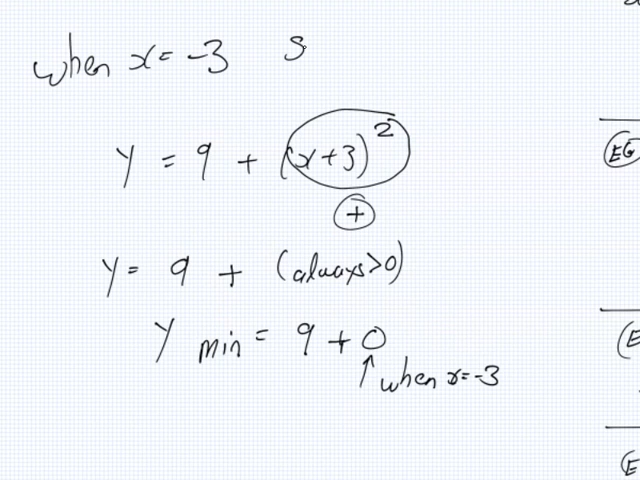 when x = -3 S
y = 9 + (x+3)²
+
y = 9 + (always>0)
y min = 9 + 0
↑ when x=-3
(EG
(E
(E